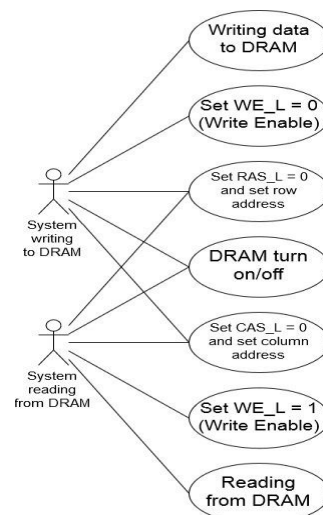 Writing data
to DRAM
Set WE_L = 0
(Write Enable)
Set RAS_L = 0
and set row
address
System
writing
to DRAM
DRAM turn
on/off
Set CAS_L = 0
and set column
address
System
reading
from DRAM
Set WE_L = 1
(Write Enable)
Reading
from DRAM